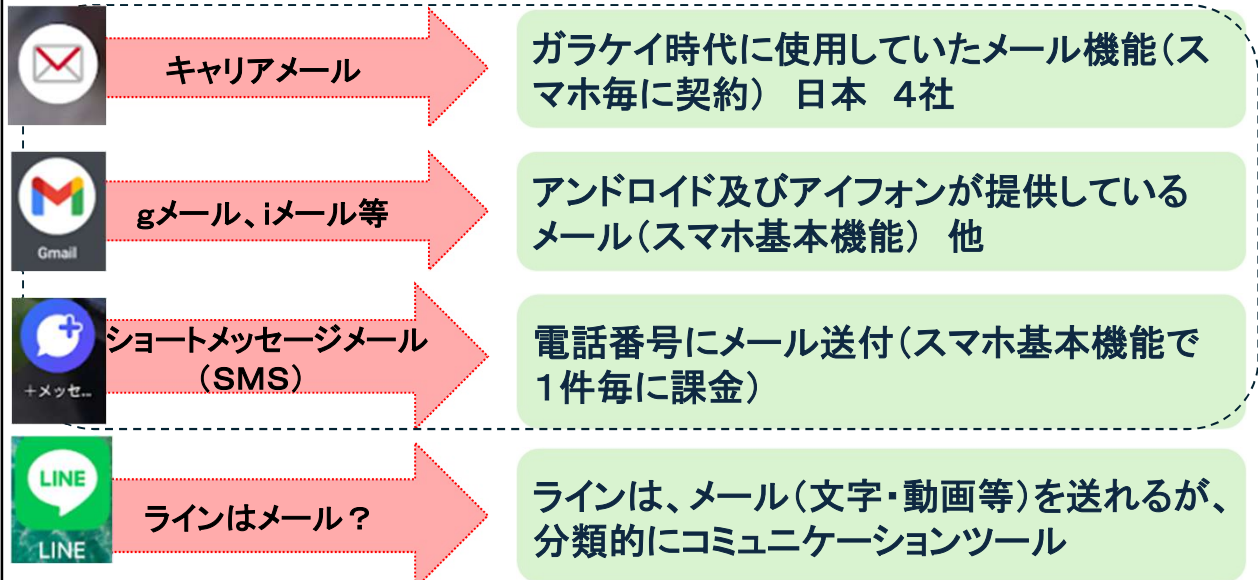 キャリアメール
ガラケイ時代に使用していたメール機能(ス
マホ毎に契約) 日本 4社
Gmail
gメール、iメール等
アンドロイド及びアイフォンが提供している
メール(スマホ基本機能) 他
+メッセ...
ショートメッセージメール
(SMS)
電話番号にメール送付(スマホ基本機能で
1件毎に課金)
LINE
LINE
ラインはメール?
ラインは、メール(文字・動画等)を送れるが、
分類的にコミュニケーションツール